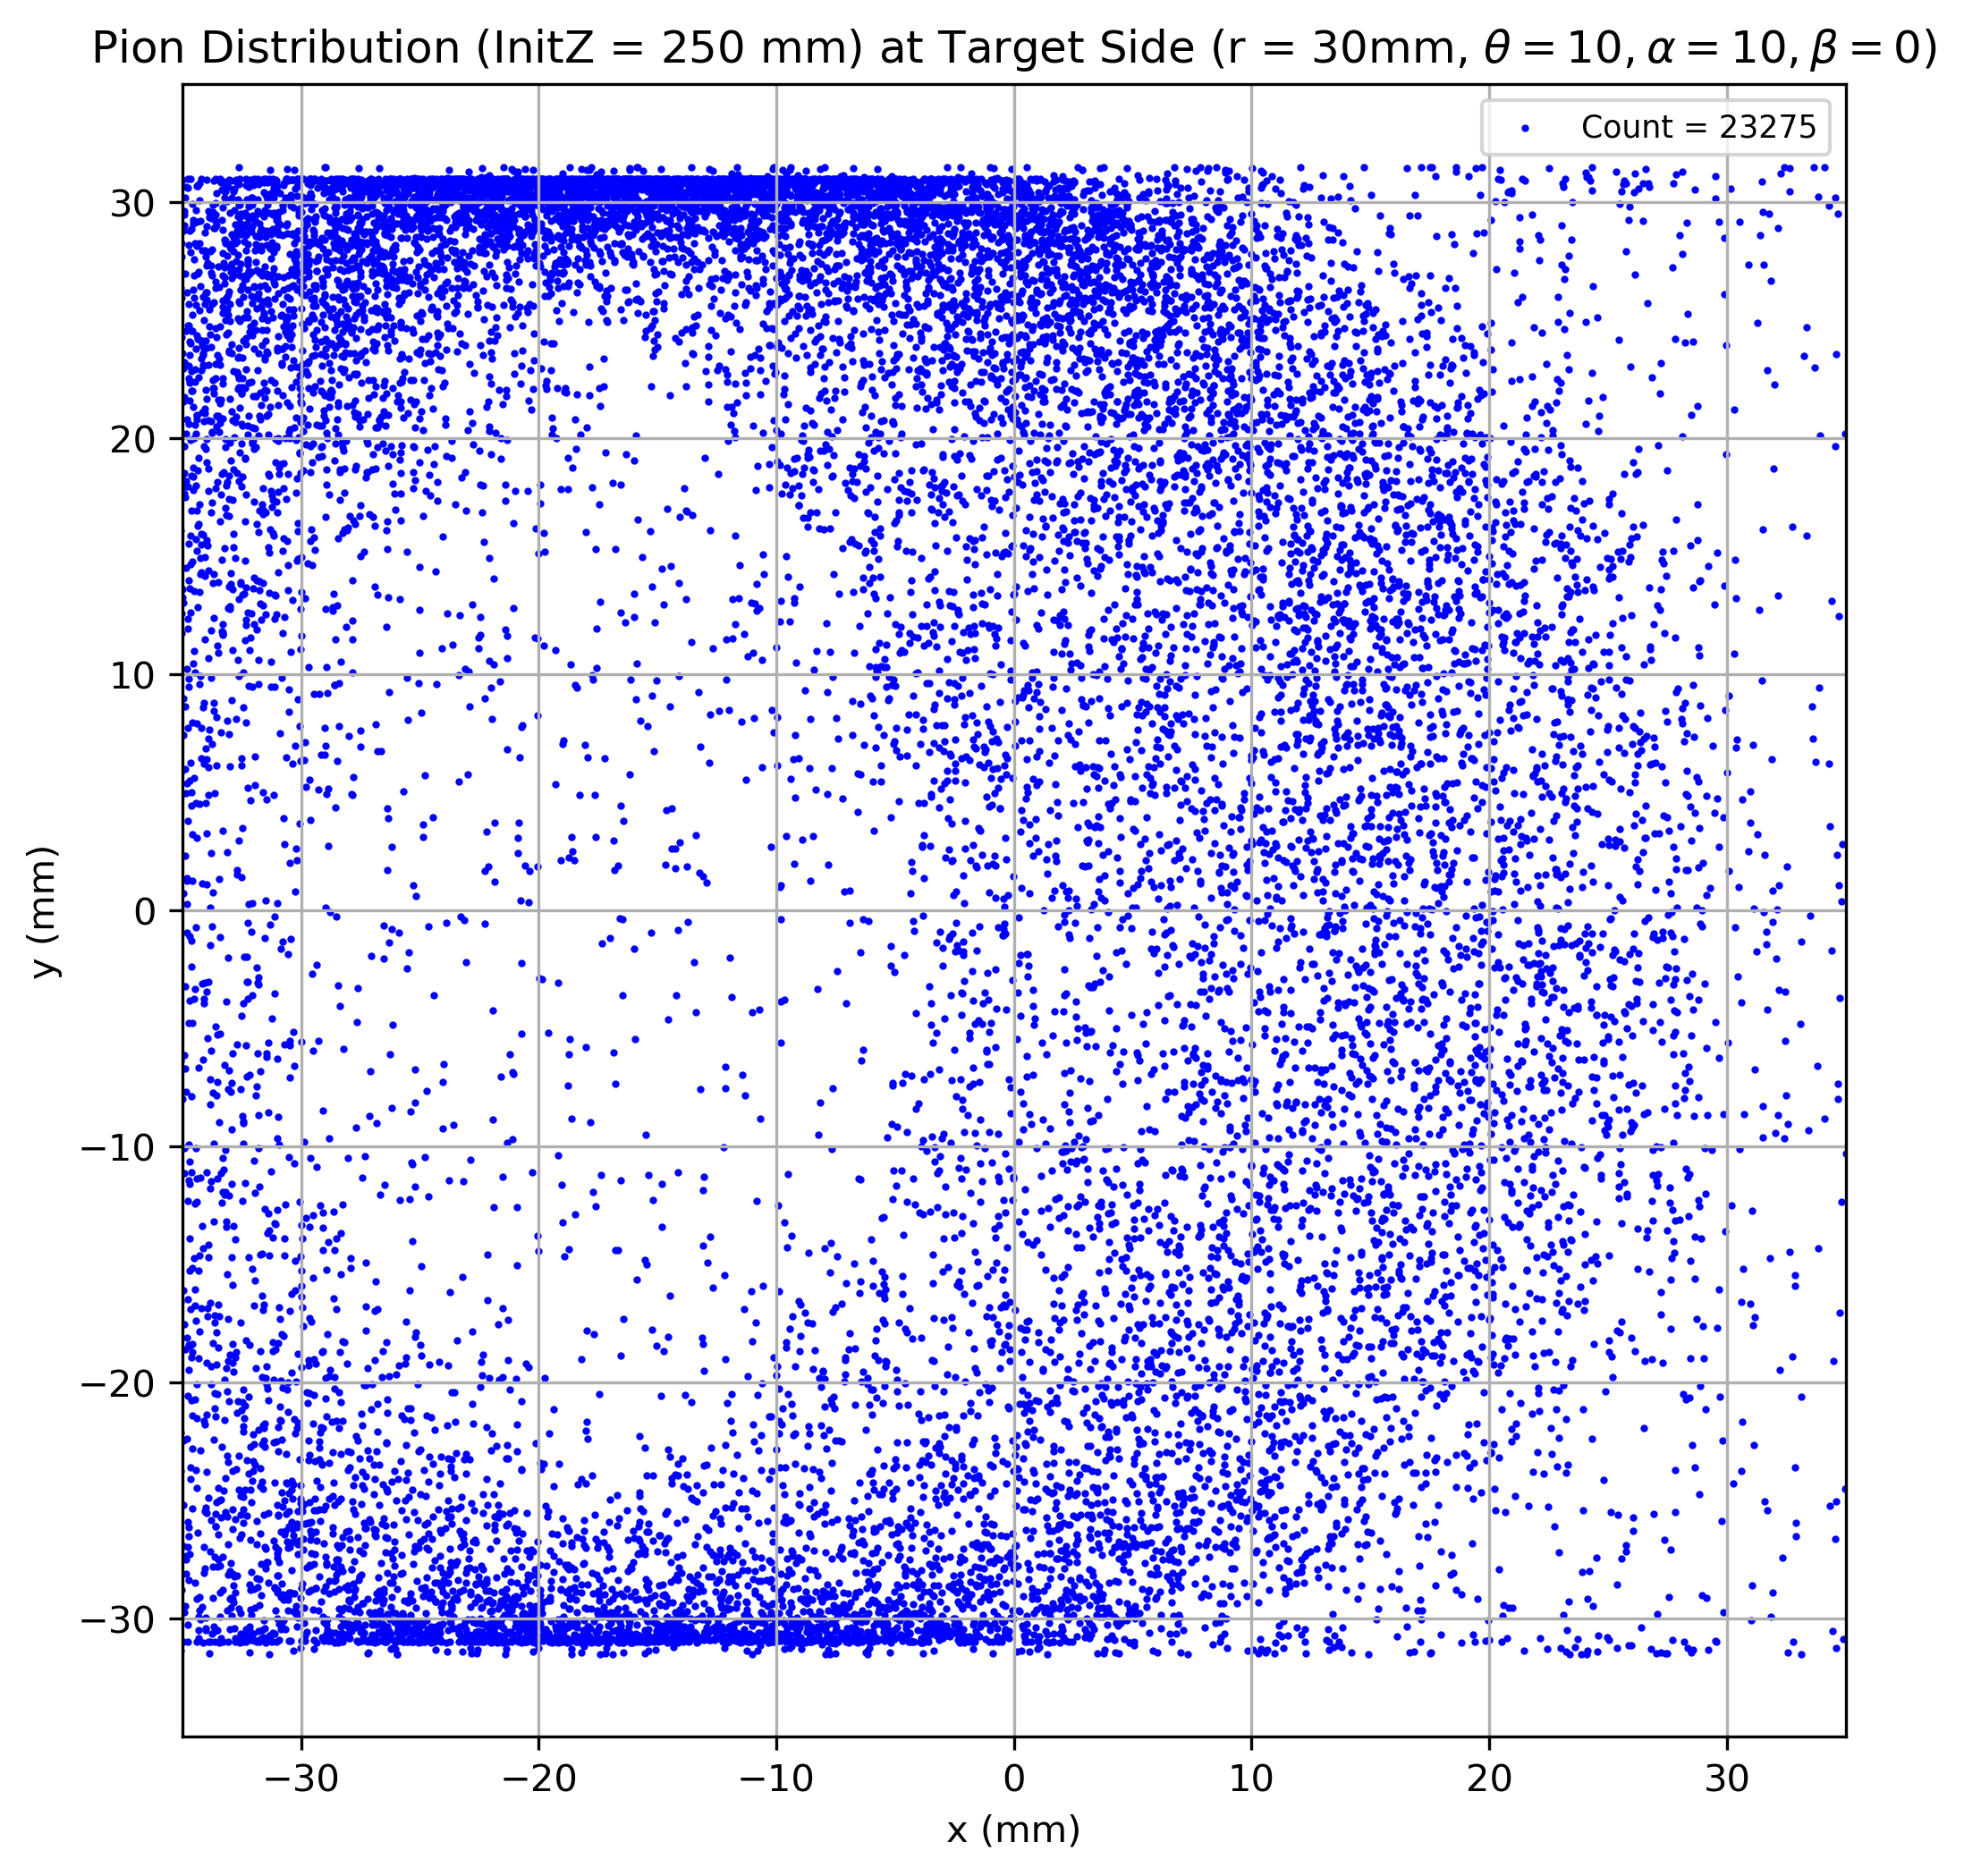 Pion Distribution (InitZ = 250 mm) at Target Side (r = 30mm, θ = 10, α = 10, β = 0)
Count = 23275
30
20
10
0
−10
−20
−30
y (mm)
−30 −20 −10 0 10 20 30
x (mm)